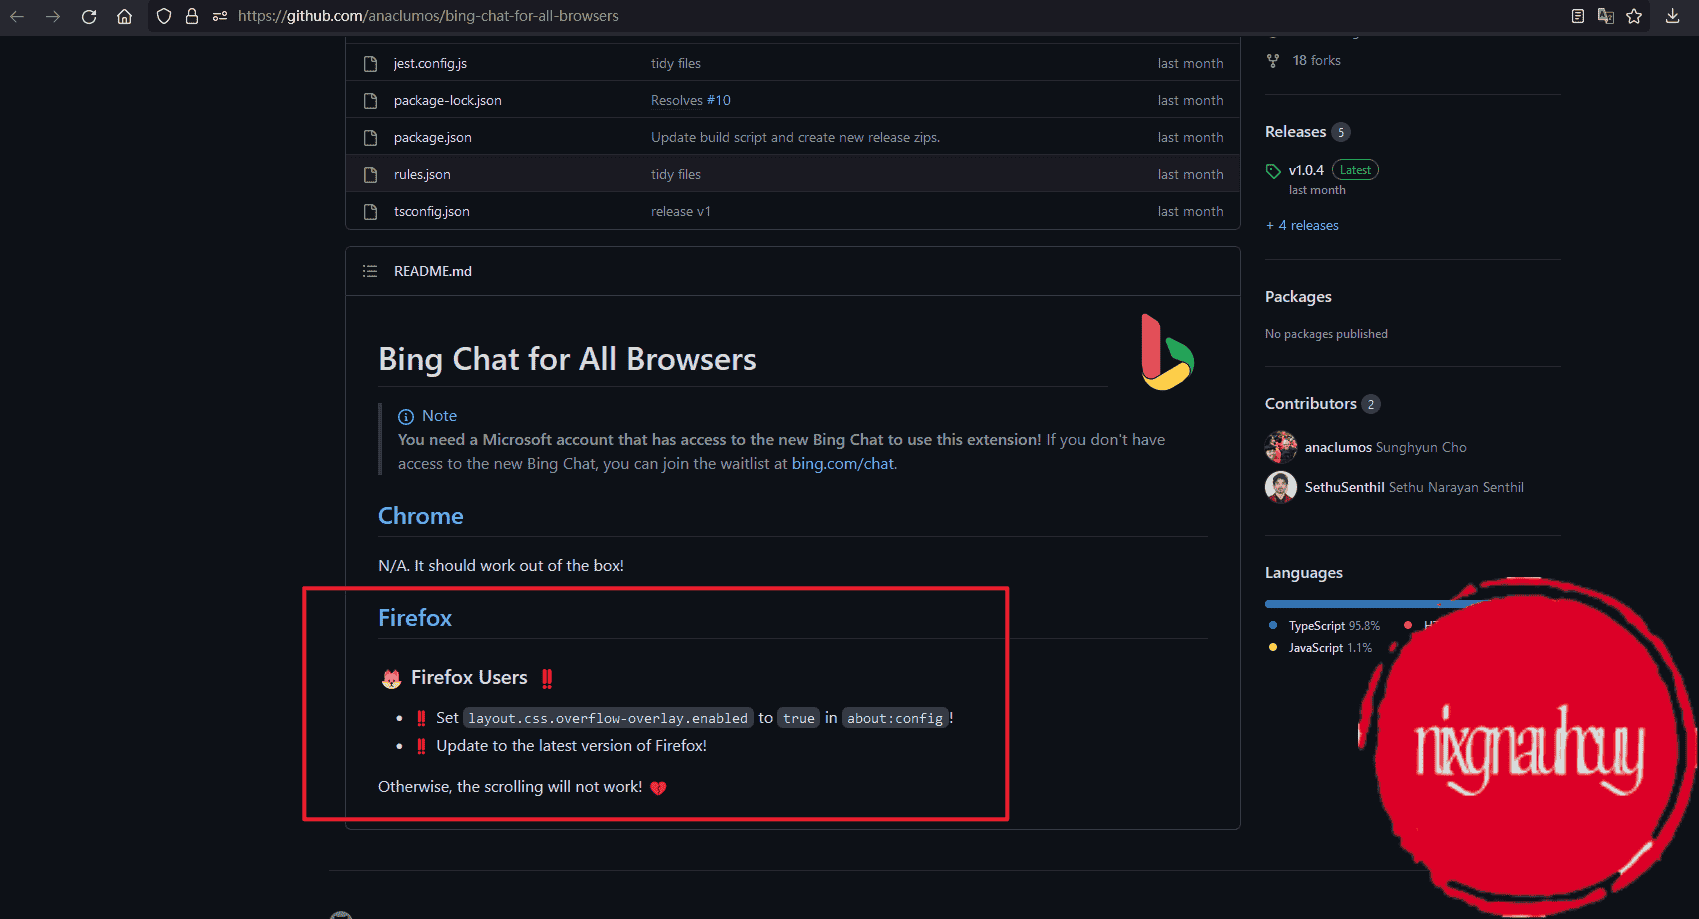 https://github.com/anaclumos/bing-chat-for-all-browsers
jest.config.js tidy files last month
package-lock.json Resolves #10 last month
package.json Update build script and create new release zips. last month
rules.json tidy files last month
tsconfig.json release v1 last month
README.md
Bing Chat for All Browsers
Note
You need a Microsoft account that has access to the new Bing Chat to use this extension! If you don't have
access to the new Bing Chat, you can join the waitlist at bing.com/chat.
Chrome
N/A. It should work out of the box!
Firefox
🦊 Firefox Users ‼️
• ‼️ Set layout.css.overflow-overlay.enabled to true in about:config!
• ‼️ Update to the latest version of Firefox!
Otherwise, the scrolling will not work! 💔
18 forks
Releases 5
v1.0.4 Latest
last month
+ 4 releases
Packages
No packages published
Contributors 2
anaclumos Sunghyun Cho
SethuSenthil Sethu Narayan Senthil
Languages
TypeScript 95.8%
JavaScript 1.1%